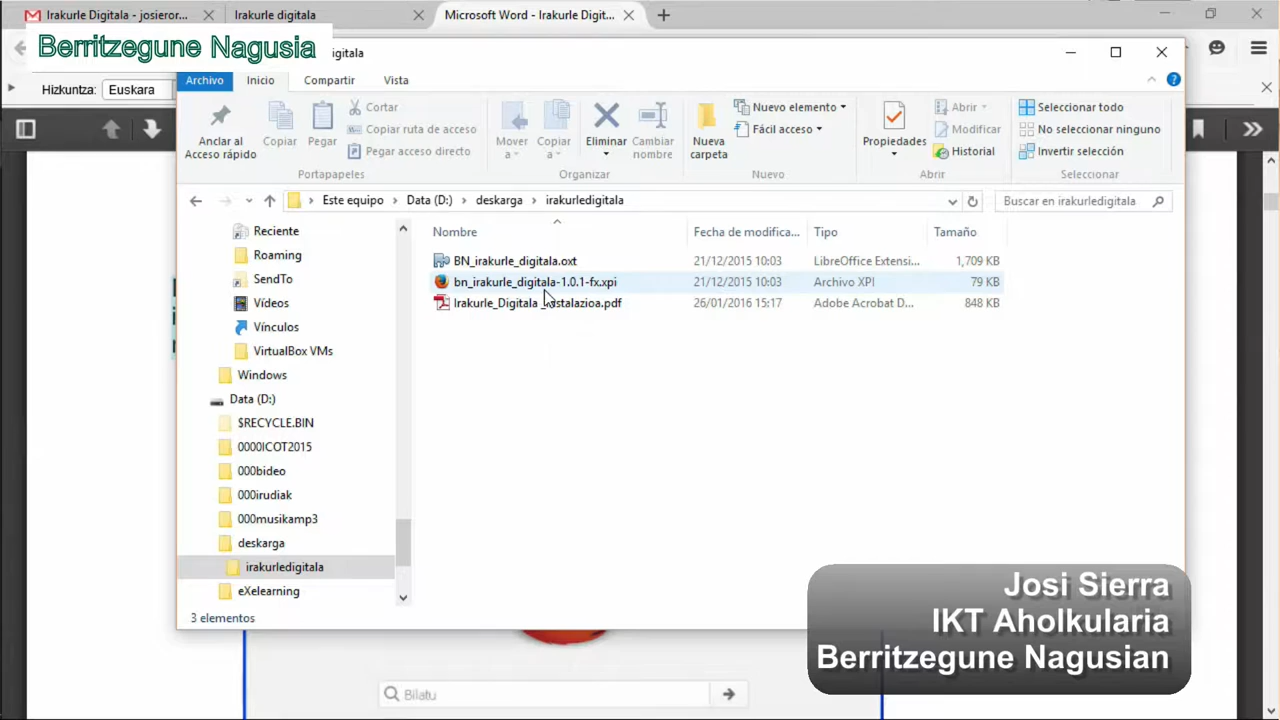 Irakurle Digitala - josieror...
Irakurle digitala
Microsoft Word - Irakurle Digit...
Berritzegune Nagusia
igitala
Hizkuntza: Euskara
Archivo Inicio Compartir Vista
Anclar al Acceso rápido
Copiar
Pegar
Cortar
Copiar ruta de acceso
Pegar acceso directo
Portapapeles
Mover a
Copiar a
Eliminar
Cambiar nombre
Organizar
Nueva carpeta
Nuevo elemento
Fácil acceso
Nuevo
Propiedades
Abrir
Modificar
Historial
Abrir
Seleccionar todo
No seleccionar ninguno
Invertir selección
Seleccionar
Este equipo > Data (D:) > deskarga > irakurledigitala
Buscar en irakurledigitala
Reciente
Roaming
SendTo
Vídeos
Vínculos
VirtualBox VMs
Windows
Data (D:)
$RECYCLE.BIN
0000ICOT2015
000bideo
000irudiak
000musikamp3
deskarga
irakurledigitala
eXelearning
Nombre Fecha de modifica... Tipo Tamaño
BN_irakurle_digitala.oxt 21/12/2015 10:03 LibreOffice Extensi... 1,709 KB
bn_irakurle_digitala-1.0.1-fx.xpi 21/12/2015 10:03 Archivo XPI 79 KB
Irakurle_Digitala 26/01/2016 15:17 Adobe Acrobat D... 848 KB
3 elementos
Bilatu
Josi Sierra
IKT Aholkularia
Berritzegune Nagusian